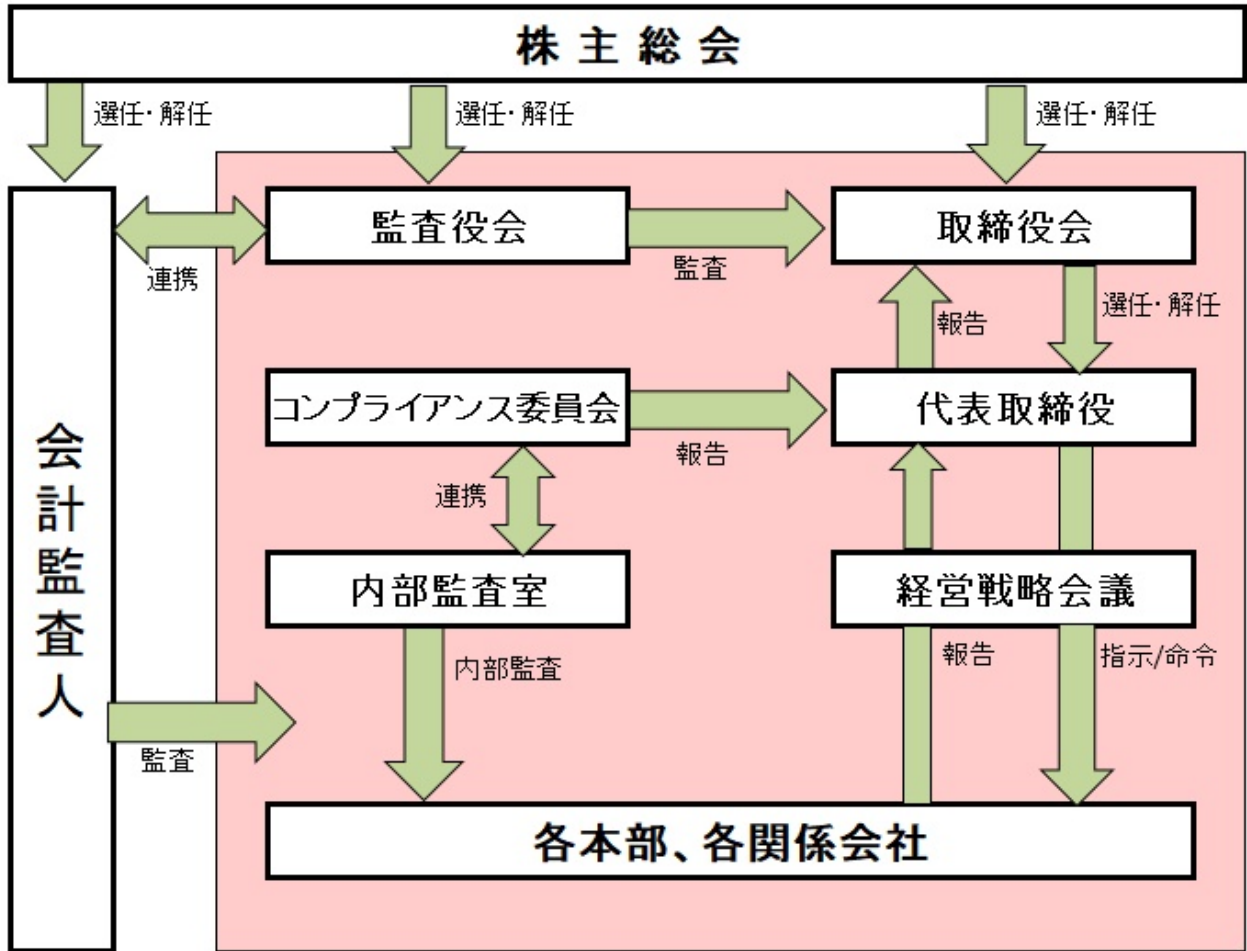 株主総会
選任・解任
選任・解任
選任・解任
監査役会
取締役会
連携
監査
報告
選任・解任
コンプライアンス委員会
代表取締役
報告
連携
会計監査人
内部監査室
経営戦略会議
内部監査
報告
指示/命令
監査
各本部、各関係会社